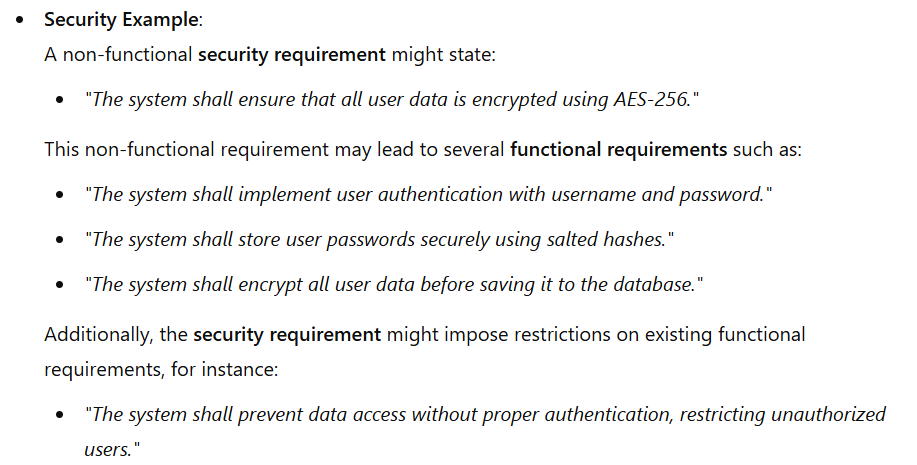 • Security Example:
A non-functional security requirement might state:
• "The system shall ensure that all user data is encrypted using AES-256."
This non-functional requirement may lead to several functional requirements such as:
• "The system shall implement user authentication with username and password."
• "The system shall store user passwords securely using salted hashes."
• "The system shall encrypt all user data before saving it to the database."
Additionally, the security requirement might impose restrictions on existing functional
requirements, for instance:
• "The system shall prevent data access without proper authentication, restricting unauthorized
users."